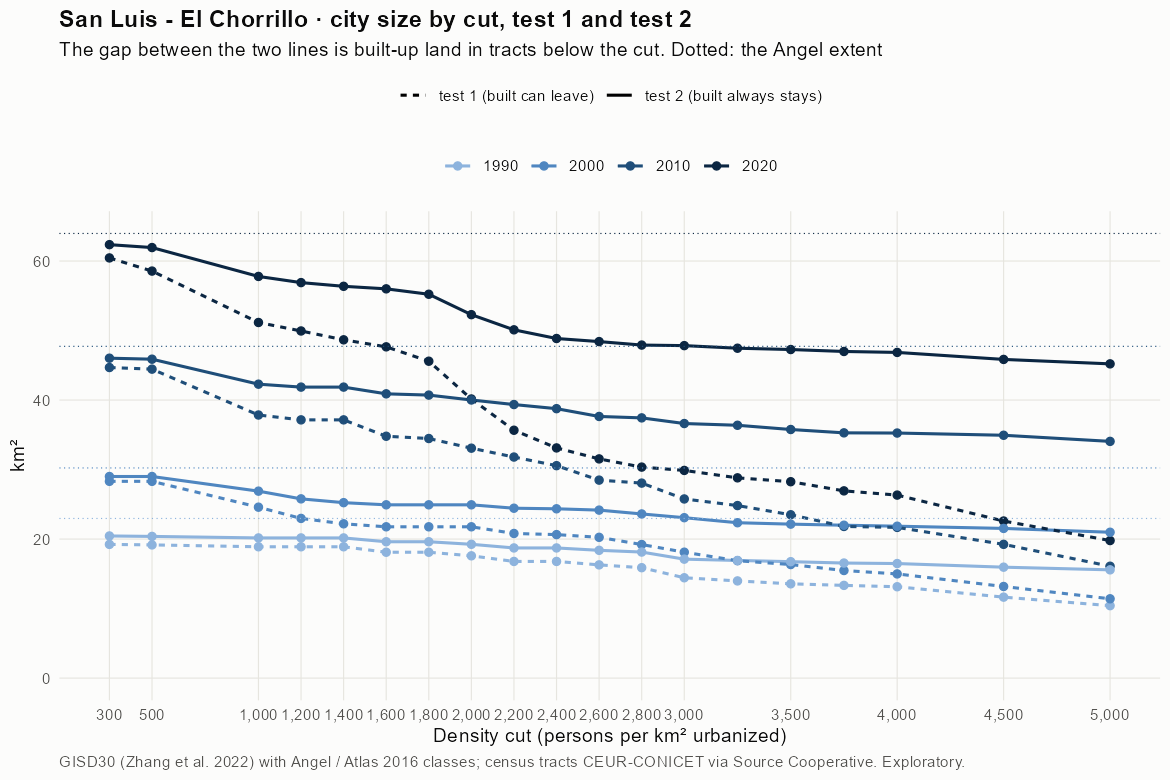 San Luis - El Chorrillo · city size by cut, test 1 and test 2
The gap between the two lines is built-up land in tracts below the cut. Dotted: the Angel extent
test 1 (built can leave) test 2 (built always stays)
1990 2000 2010 2020
60
40
20
0
km²
300 500 1,000 1,200 1,400 1,600 1,800 2,000 2,200 2,400 2,600 2,800 3,000 3,500 4,000 4,500 5,000
Density cut (persons per km² urbanized)
GISD30 (Zhang et al. 2022) with Angel / Atlas 2016 classes; census tracts CEUR-CONICET via Source Cooperative. Exploratory.